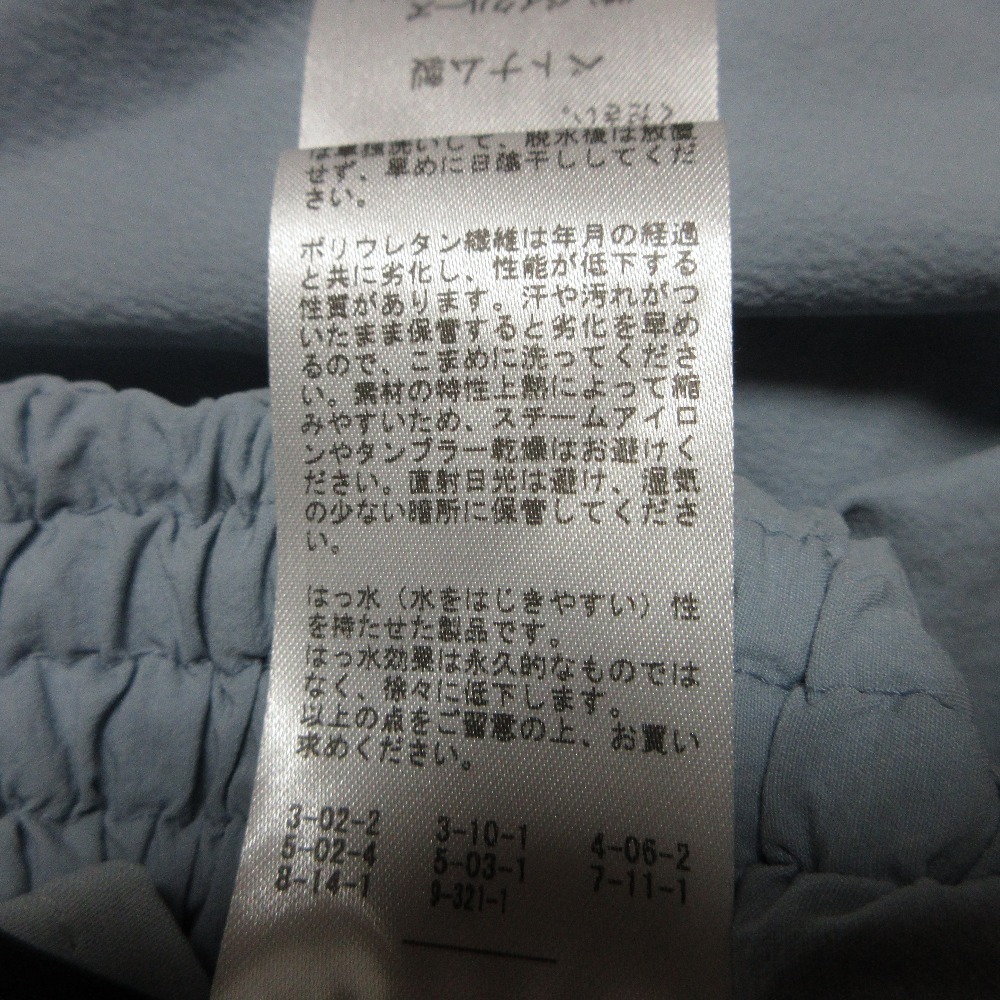 ベトナム製
ください。
は単独洗いして、脱水後は放置
せず、早めに日陰干ししてくだ
さい。
ポリウレタン繊維は年月の経過
と共に劣化し、性能が低下する
性質があります。汗や汚れがつ
いたまま保管すると劣化を早め
るので、こまめに洗ってくださ
い。素材の特性上熱によって縮
みやすいため、スチームアイロ
ンやタンブラー乾燥はお避けく
ださい。直射日光は避け、湿気
の少ない暗所に保管してくださ
い。
はっ水（水をはじきやすい）性
を持たせた製品です。
はっ水効果は永久的なものでは
なく、徐々に低下します。
以上の点をご留意の上、お買い
求めください。
3-02-2 3-10-1 4-06-2
5-02-4 5-03-1 7-11-1
8-14-1 9-321-1